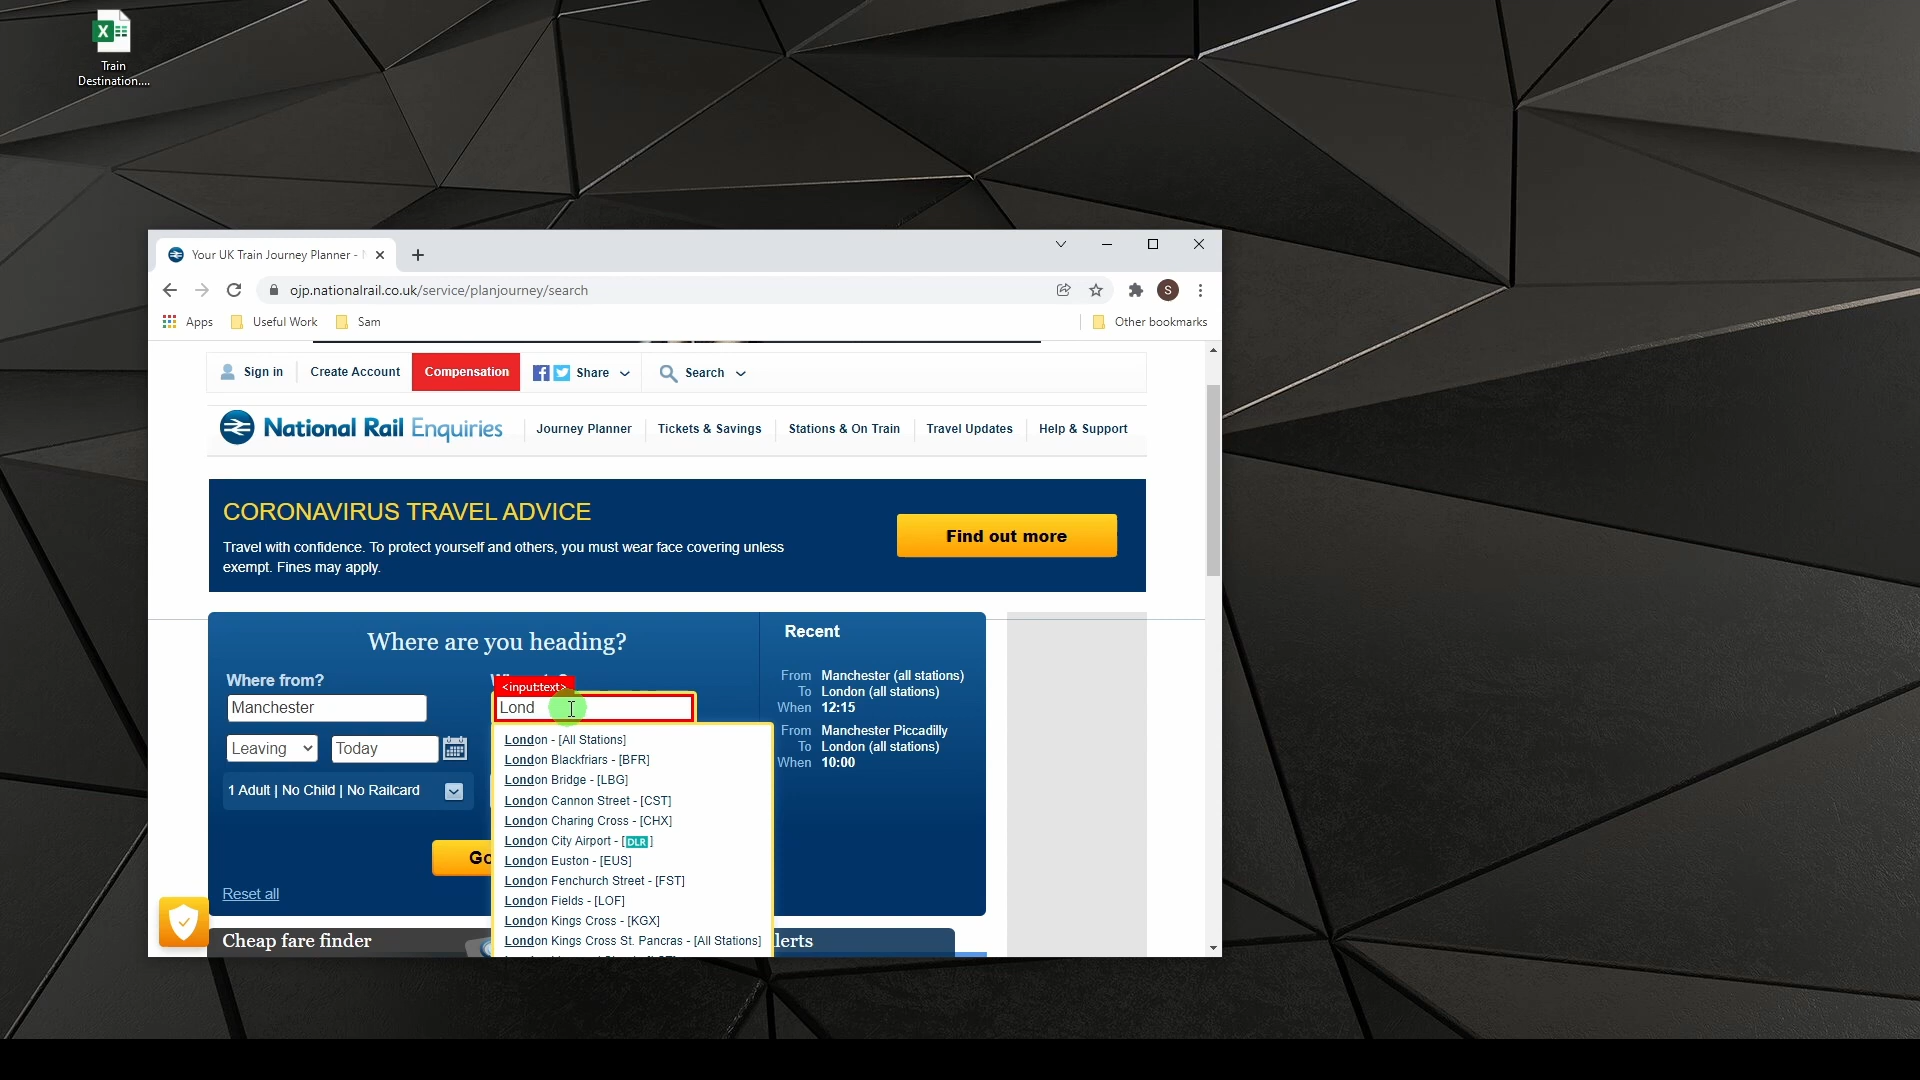 Train
Destination....
Your UK Train Journey Planner -
ojp.nationalrail.co.uk/service/planjourney/search
S
Apps
Useful Work
Sam
Other bookmarks
Sign in
Create Account
Compensation
Share
Search
National Rail Enquiries
Journey Planner
Tickets & Savings
Stations & On Train
Travel Updates
Help & Support
CORONAVIRUS TRAVEL ADVICE
Travel with confidence. To protect yourself and others, you must wear face covering unless
exempt. Fines may apply.
Find out more
Where are you heading?
Where from?
Manchester
<input:text>
Lond
Leaving
Today
1 Adult | No Child | No Railcard
Go
Reset all
London - [All Stations]
London Blackfriars - [BFR]
London Bridge - [LBG]
London Cannon Street - [CST]
London Charing Cross - [CHX]
London City Airport - [DLR]
London Euston - [EUS]
London Fenchurch Street - [FST]
London Fields - [LOF]
London Kings Cross - [KGX]
London Kings Cross St. Pancras - [All Stations]
Recent
From Manchester (all stations)
To London (all stations)
When 12:15
From Manchester Piccadilly
To London (all stations)
When 10:00
Cheap fare finder
lerts